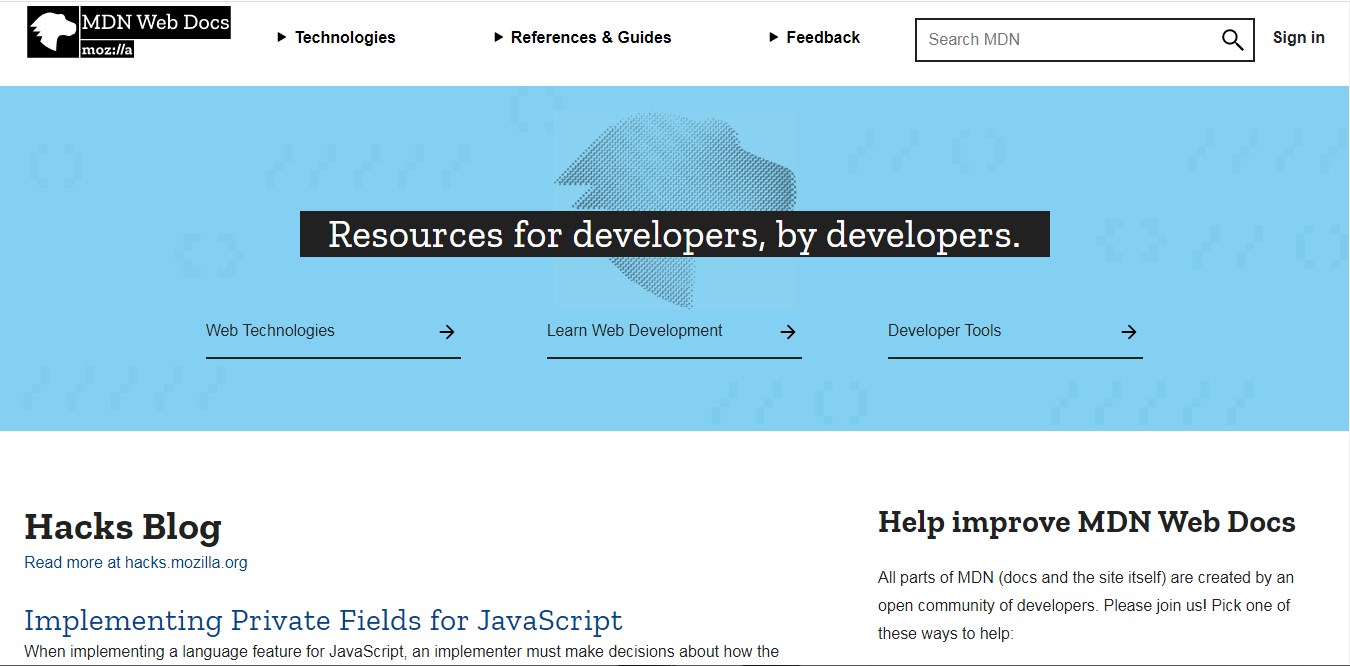 MDN Web Docs
moz://a
Technologies
References & Guides
Feedback
Search MDN
Sign in
Resources for developers, by developers.
Web Technologies
Learn Web Development
Developer Tools
Hacks Blog
Read more at hacks.mozilla.org
Implementing Private Fields for JavaScript
When implementing a language feature for JavaScript, an implementer must make decisions about how the
Help improve MDN Web Docs
All parts of MDN (docs and the site itself) are created by an
open community of developers. Please join us! Pick one of
these ways to help: